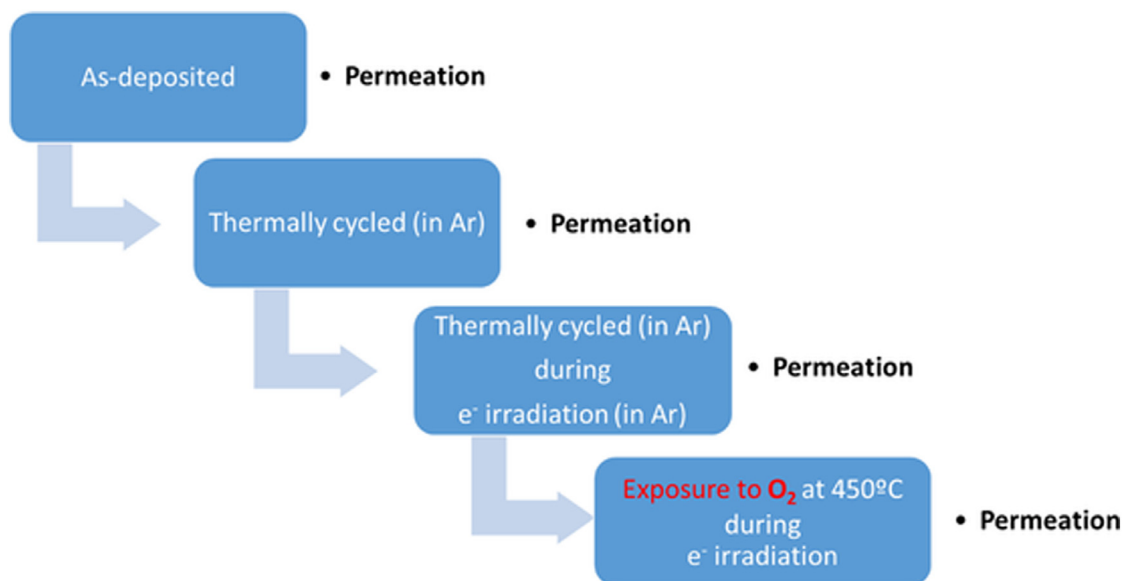 As-deposited
• Permeation
Thermally cycled (in Ar)
• Permeation
Thermally cycled (in Ar)
during
e⁻ irradiation (in Ar)
• Permeation
Exposure to O₂ at 450ºC
during
e⁻ irradiation
• Permeation